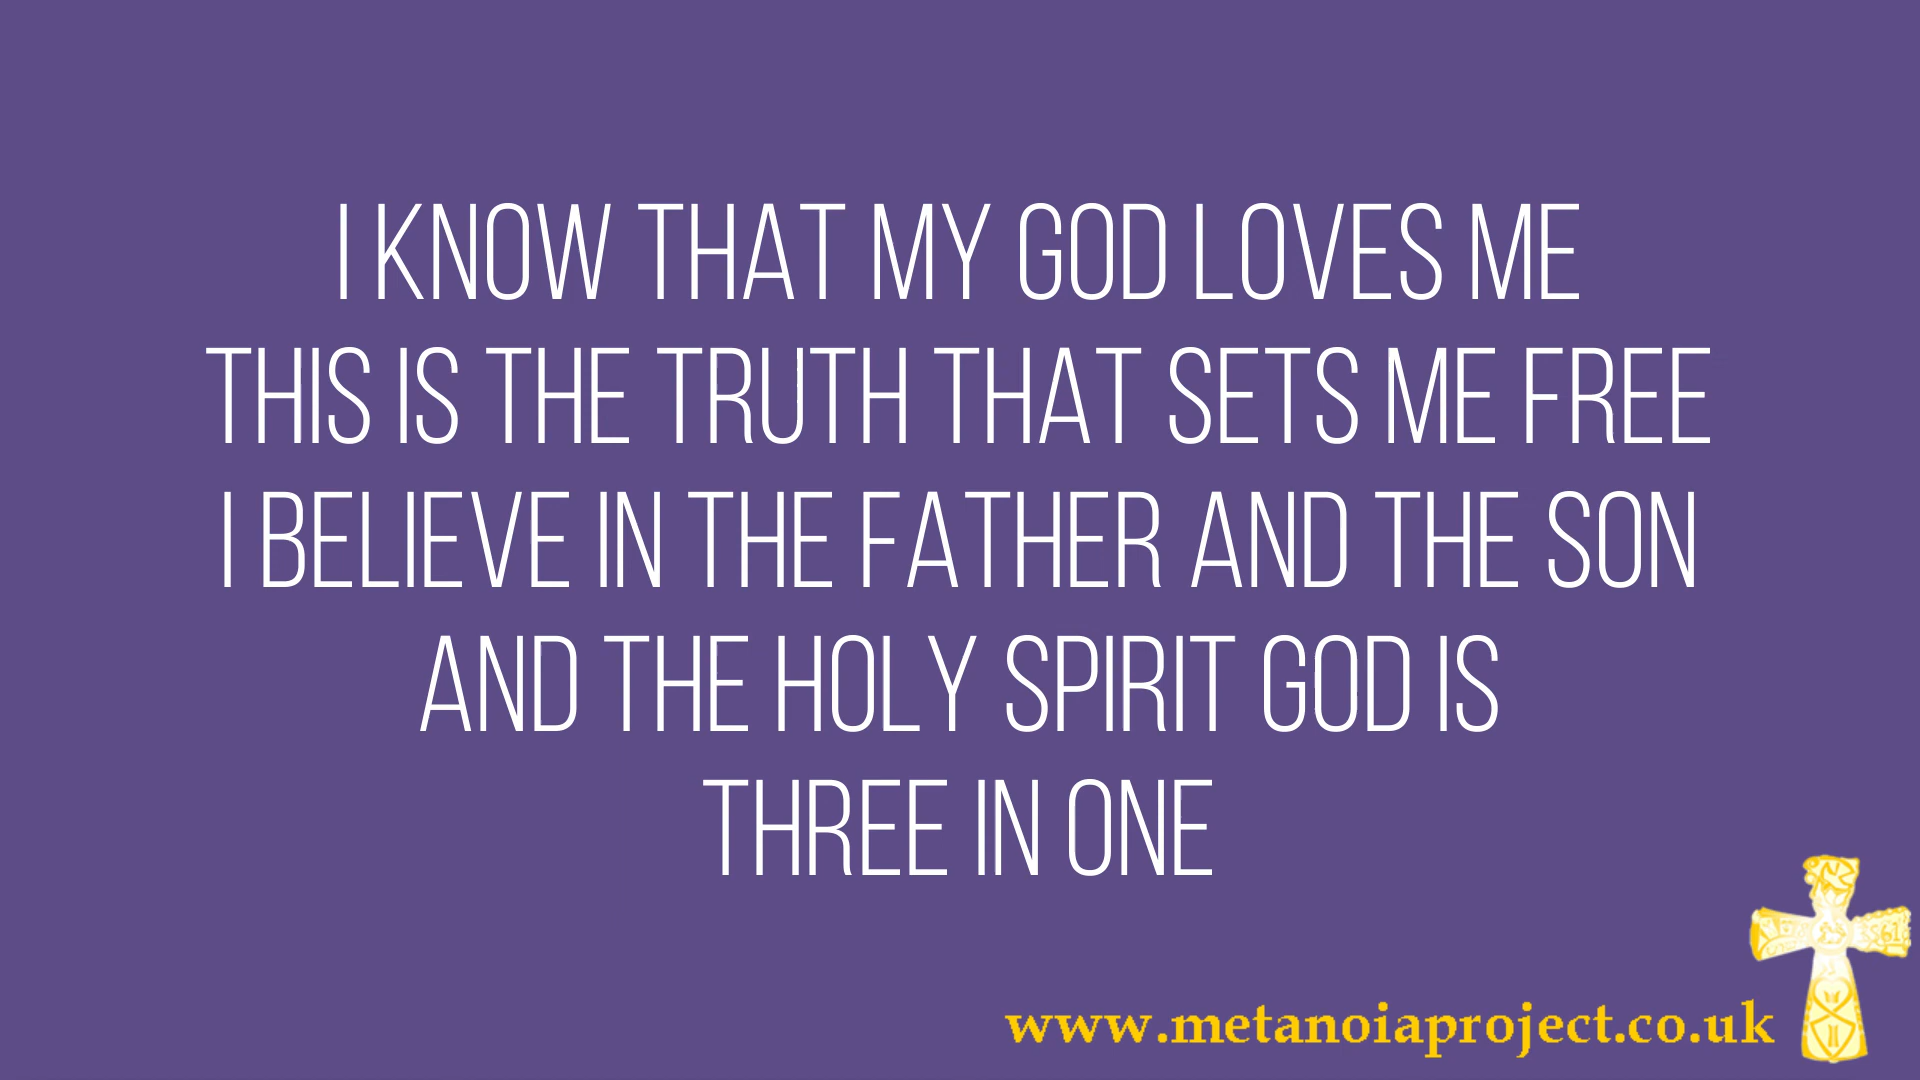 I KNOW THAT MY GOD LOVES ME
THIS IS THE TRUTH THAT SETS ME FREE
I BELIEVE IN THE FATHER AND THE SON
AND THE HOLY SPIRIT GOD IS
THREE IN ONE
www.metanoiaproject.co.uk